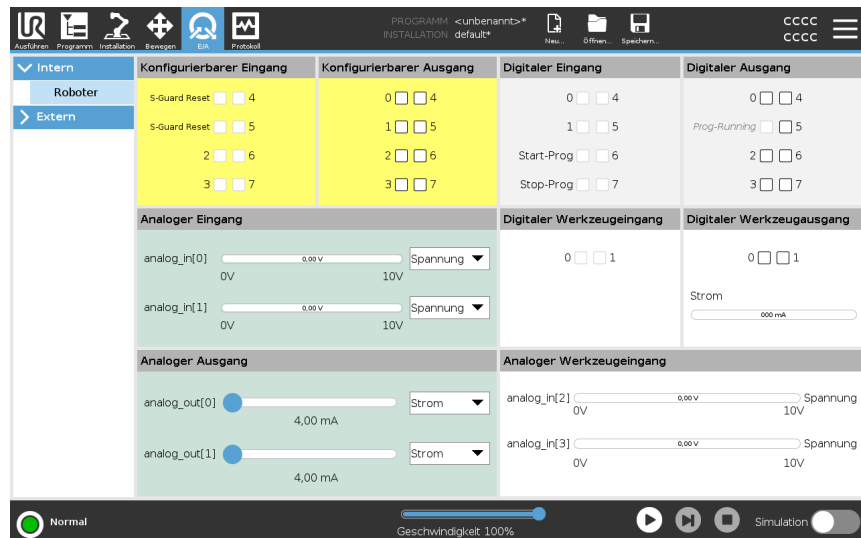 UR
PROGRAMM <unbenannt>*
INSTALLATION default*
Ausführen Programm Installation Bewegen E/A Protokoll
Neu... Öffnen... Speichern...
CCCC
CCCC
Intern
Roboter
Extern
Konfigurierbarer Eingang
S-Guard Reset 4
S-Guard Reset 5
2 6
3 7
Konfigurierbarer Ausgang
0 4
1 5
2 6
3 7
Digitaler Eingang
0 4
1 5
Start-Prog 6
Stop-Prog 7
Digitaler Ausgang
0 4
Prog-Running 5
2 6
3 7
Analoger Eingang
analog_in[0] 0,00 V Spannung
0V 10V
analog_in[1] 0,00 V Spannung
0V 10V
Digitaler Werkzeugeingang
0 1
Digitaler Werkzeugausgang
0 1
Strom
000 mA
Analoger Ausgang
analog_out[0] Strom
4,00 mA
analog_out[1] Strom
4,00 mA
Analoger Werkzeugeingang
analog_in[2] 0,00 V Spannung
0V 10V
analog_in[3] 0,00 V Spannung
0V 10V
Normal
Geschwindigkeit 100%
Simulation